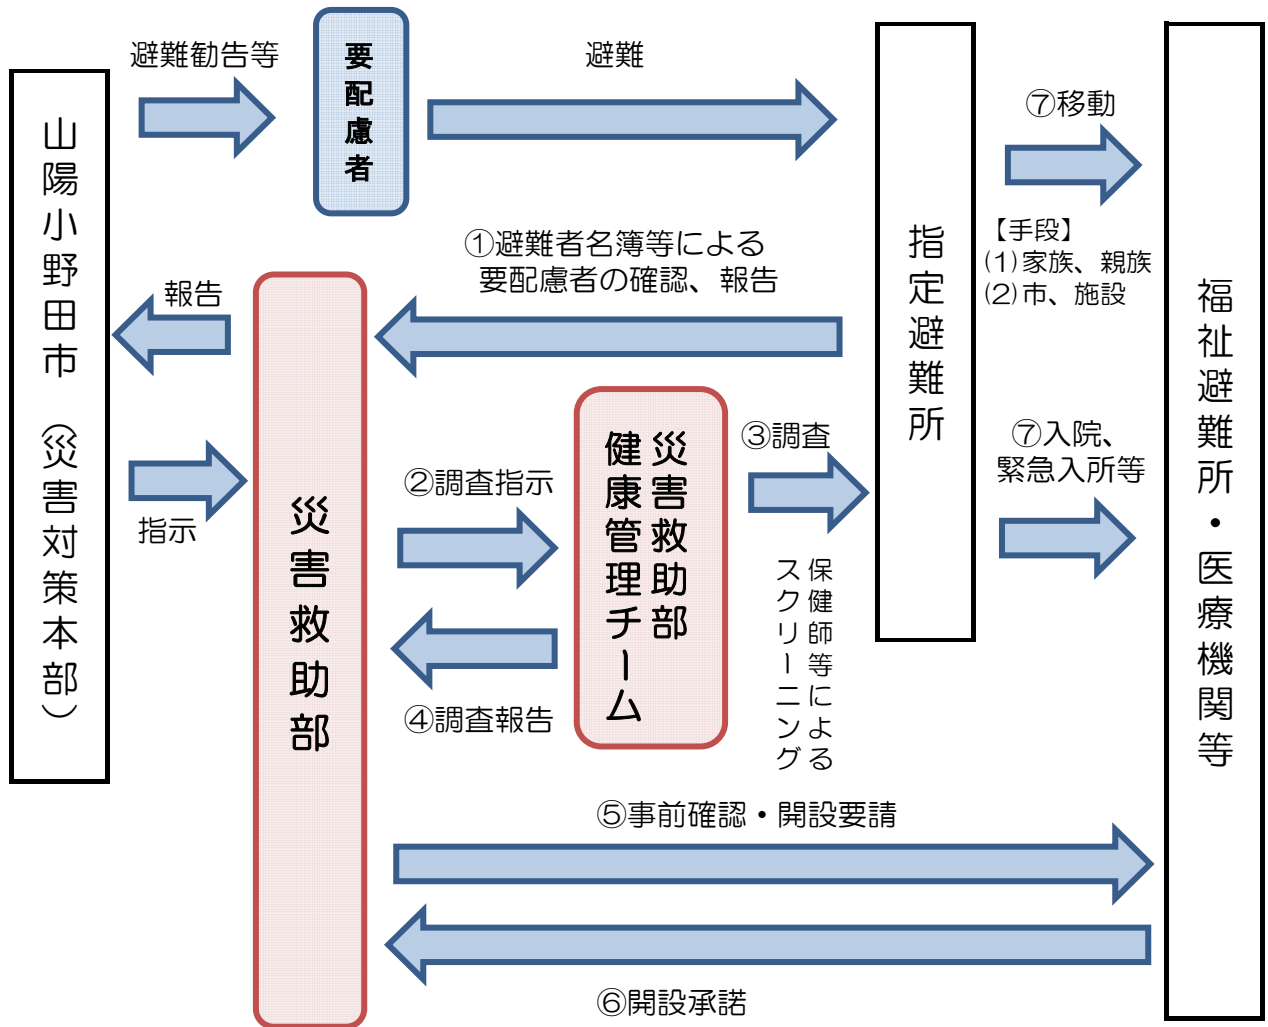 避難勧告等
要配慮者
避難
⑦移動
山陽小野田市（災害対策本部）
指定避難所
【手段】
(1)家族、親族
(2)市、施設
福祉避難所・医療機関等
①避難者名簿等による
要配慮者の確認、報告
報告
指示
災害救助部
②調査指示
災害救助部
健康管理チーム
③調査
保健師等による
スクリーニング
⑦入院、
緊急入所等
④調査報告
⑤事前確認・開設要請
⑥開設承諾